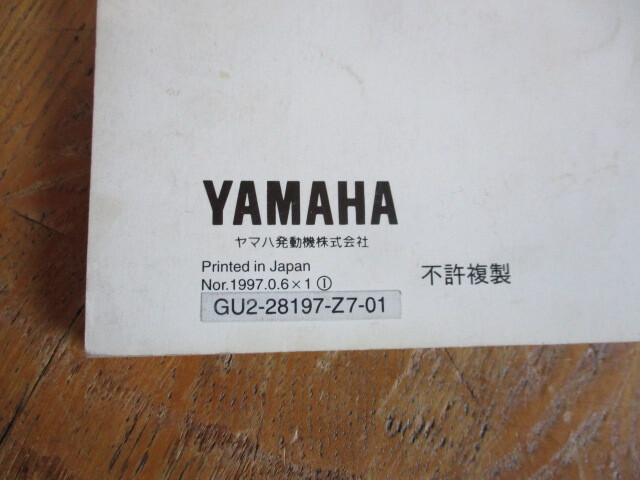 YAMAHA
ヤマハ発動機株式会社
Printed in Japan
Nor.1997.0.6×1 Ⓘ
不許複製
GU2-28197-Z7-01